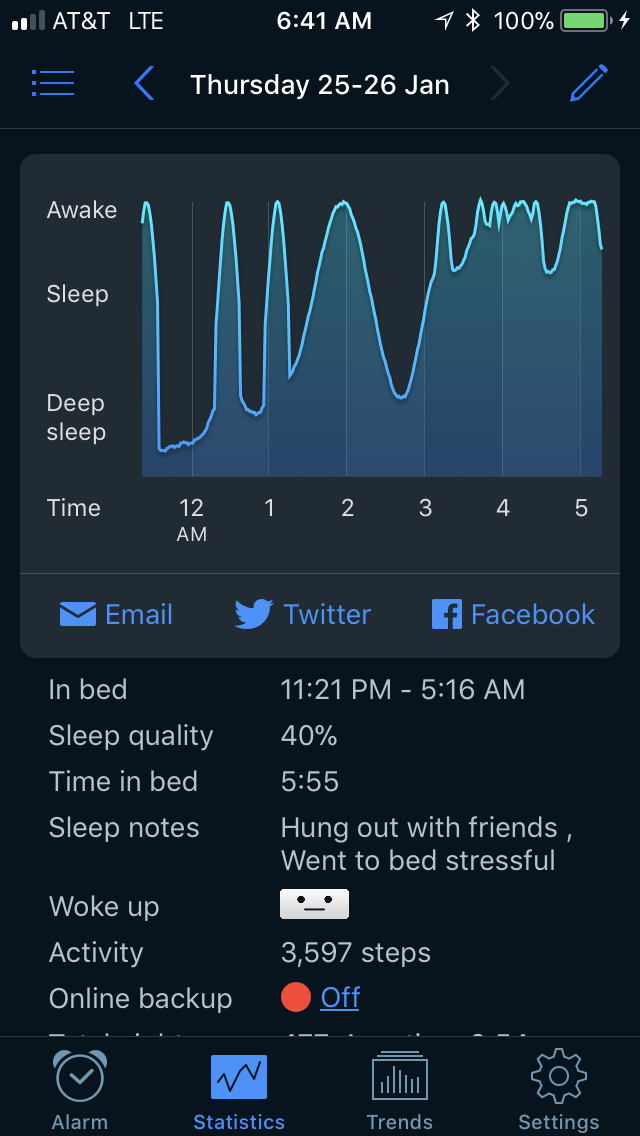 AT&T LTE 6:41 AM 100%
Thursday 25-26 Jan
Awake
Sleep
Deep
sleep
Time 12 1 2 3 4 5
AM
Email Twitter Facebook
In bed 11:21 PM - 5:16 AM
Sleep quality 40%
Time in bed 5:55
Sleep notes Hung out with friends ,
Went to bed stressful
Woke up
Activity 3,597 steps
Online backup Off
Alarm Statistics Trends Settings